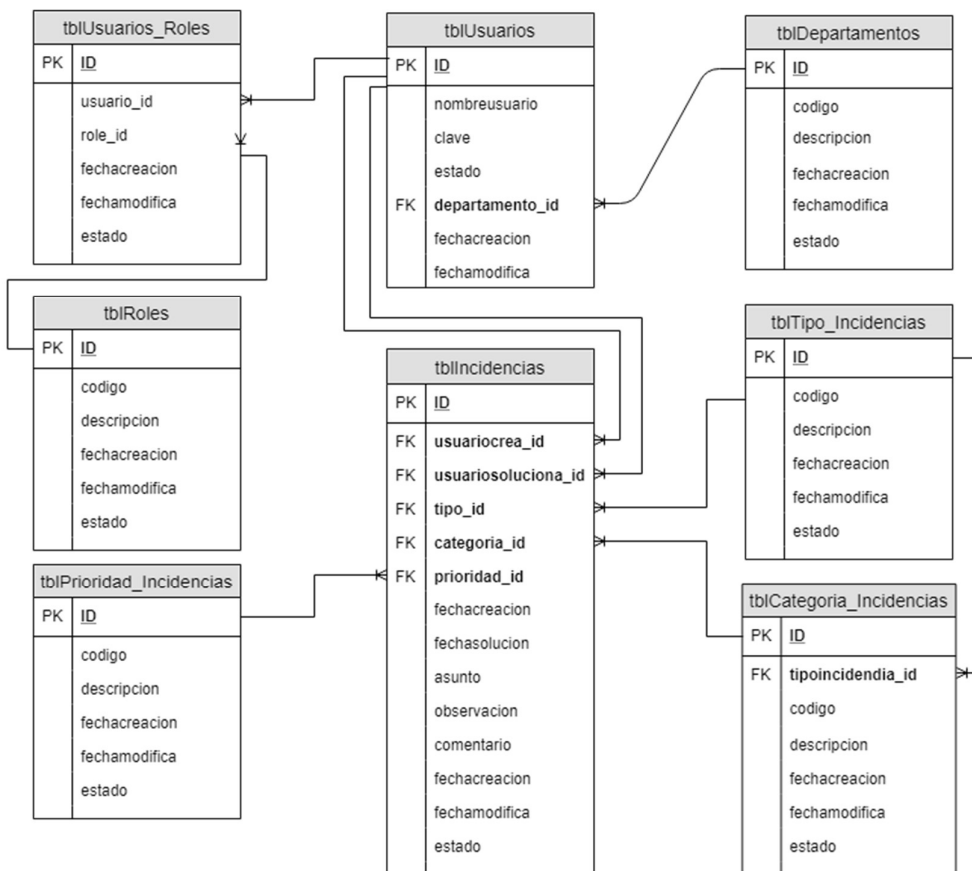 tblUsuarios_Roles
PK ID
usuario_id
role_id
fechacreacion
fechamodifica
estado
tblUsuarios
PK ID
nombreusuario
clave
estado
FK departamento_id
fechacreacion
fechamodifica
tblDepartamentos
PK ID
codigo
descripcion
fechacreacion
fechamodifica
estado
tblRoles
PK ID
codigo
descripcion
fechacreacion
fechamodifica
estado
tblIncidencias
PK ID
FK usuariocrea_id
FK usuariosoluciona_id
FK tipo_id
FK categoria_id
FK prioridad_id
fechacreacion
fechasolucion
asunto
observacion
comentario
fechacreacion
fechamodifica
estado
tblTipo_Incidencias
PK ID
codigo
descripcion
fechacreacion
fechamodifica
estado
tblPrioridad_Incidencias
PK ID
codigo
descripcion
fechacreacion
fechamodifica
estado
tblCategoria_Incidencias
PK ID
FK tipoincidendia_id
codigo
descripcion
fechacreacion
fechamodifica
estado